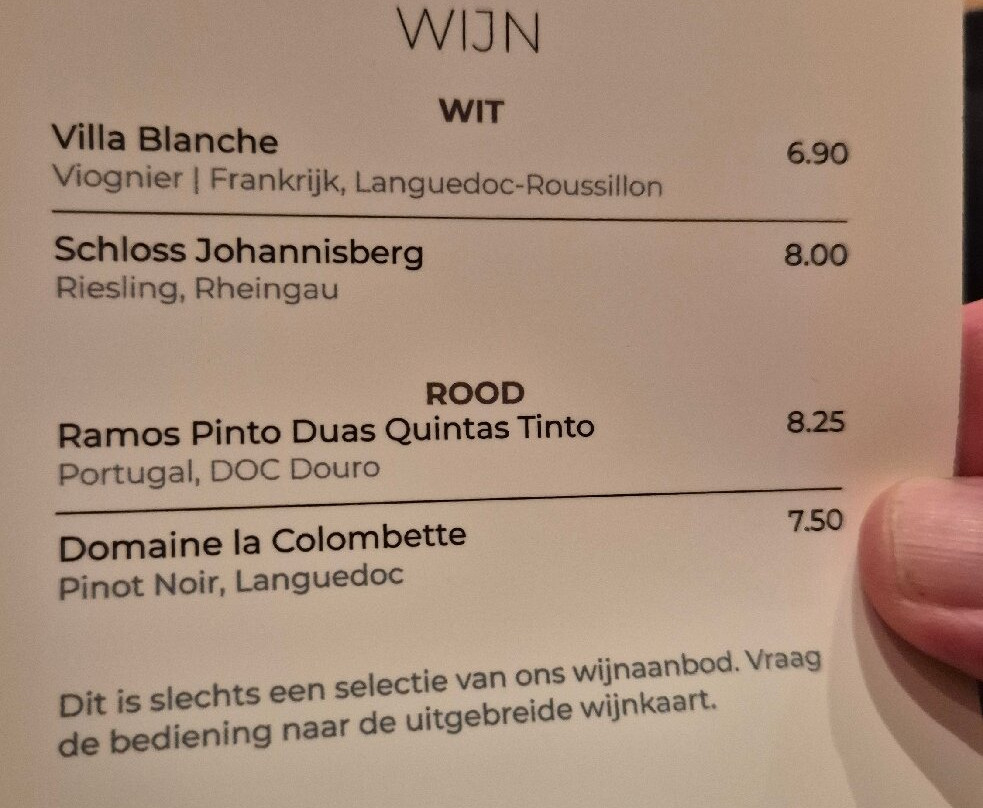 WIJN
WIT
Villa Blanche 6.90
Viognier | Frankrijk, Languedoc-Roussillon
Schloss Johannisberg 8.00
Riesling, Rheingau
ROOD
Ramos Pinto Duas Quintas Tinto 8.25
Portugal, DOC Douro
Domaine la Colombette 7.50
Pinot Noir, Languedoc
Dit is slechts een selectie van ons wijnaanbod. Vraag
de bediening naar de uitgebreide wijnkaart.